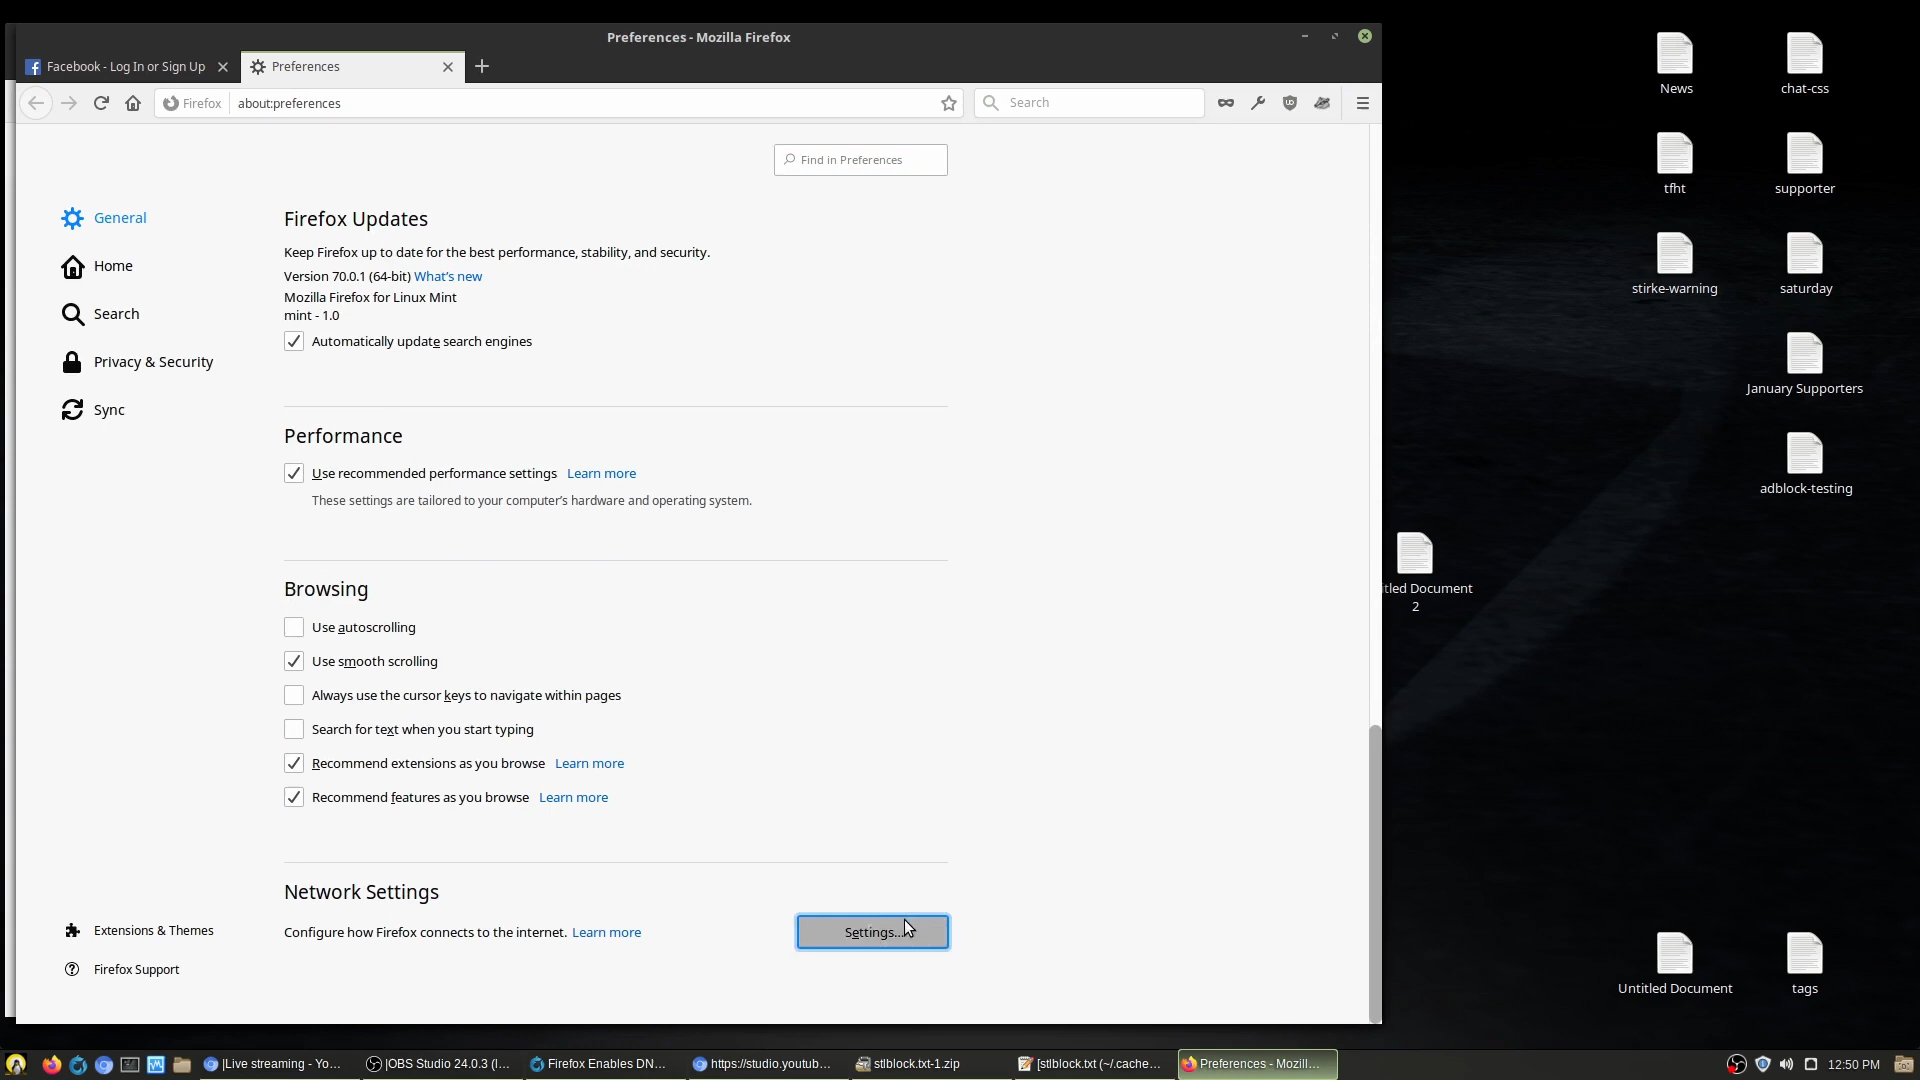 Preferences - Mozilla Firefox
Facebook - Log In or Sign Up
Preferences
Firefox
about:preferences
Search
Find in Preferences
General
Home
Search
Privacy & Security
Sync
Extensions & Themes
Firefox Support
Firefox Updates
Keep Firefox up to date for the best performance, stability, and security.
Version 70.0.1 (64-bit) What's new
Mozilla Firefox for Linux Mint
mint - 1.0
Automatically update search engines
Performance
Use recommended performance settings Learn more
These settings are tailored to your computer's hardware and operating system.
Browsing
Use autoscrolling
Use smooth scrolling
Always use the cursor keys to navigate within pages
Search for text when you start typing
Recommend extensions as you browse Learn more
Recommend features as you browse Learn more
Network Settings
Configure how Firefox connects to the internet. Learn more
Settings...
News
chat-css
tfht
supporter
stirke-warning
saturday
January Supporters
adblock-testing
itled Document
2
Untitled Document
tags
|Live streaming - Yo...
|OBS Studio 24.0.3 (l...
Firefox Enables DN...
https://studio.youtub...
stlblock.txt-1.zip
[stlblock.txt (~/.cache...
Preferences - Mozill...
12:50 PM